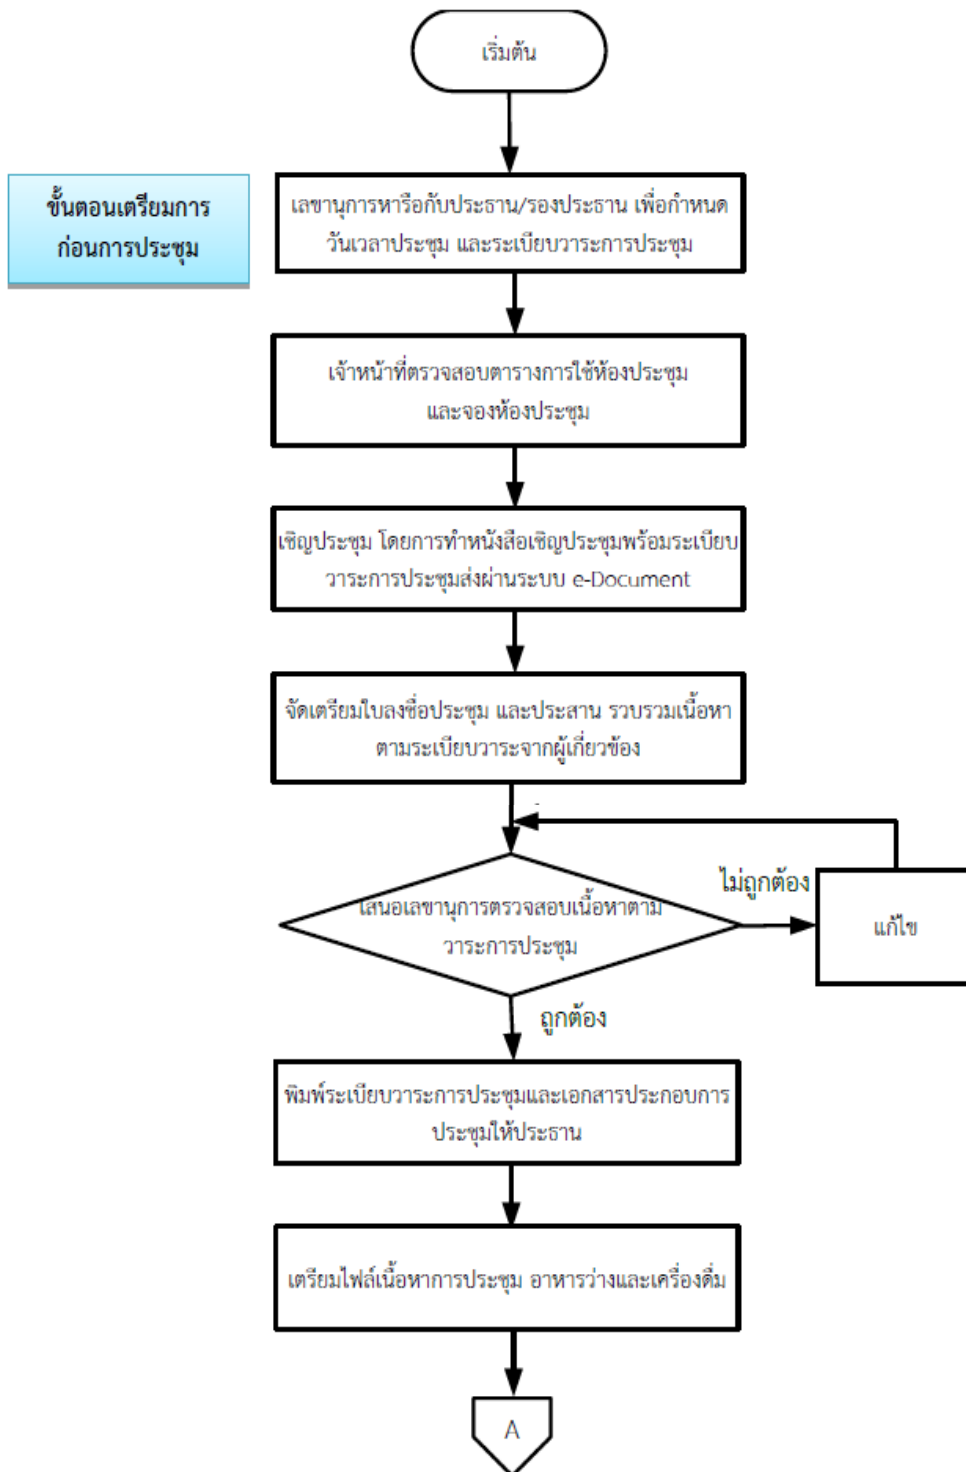 เริ่มต้น
ขั้นตอนเตรียมการ
ก่อนการประชุม
เลขานุการหารือกับประธาน/รองประธาน เพื่อกำหนด
วันเวลาประชุม และระเบียบวาระการประชุม
เจ้าหน้าที่ตรวจสอบตารางการใช้ห้องประชุม
และจองห้องประชุม
เชิญประชุม โดยการทำหนังสือเชิญประชุมพร้อมระเบียบ
วาระการประชุมส่งผ่านระบบ e-Document
จัดเตรียมใบลงชื่อประชุม และประสาน รวบรวมเนื้อหา
ตามระเบียบวาระจากผู้เกี่ยวข้อง
เสนอเลขานุการตรวจสอบเนื้อหาตาม
วาระการประชุม
ไม่ถูกต้อง
แก้ไข
ถูกต้อง
พิมพ์ระเบียบวาระการประชุมและเอกสารประกอบการ
ประชุมให้ประธาน
เตรียมไฟล์เนื้อหาการประชุม อาหารว่างและเครื่องดื่ม
A